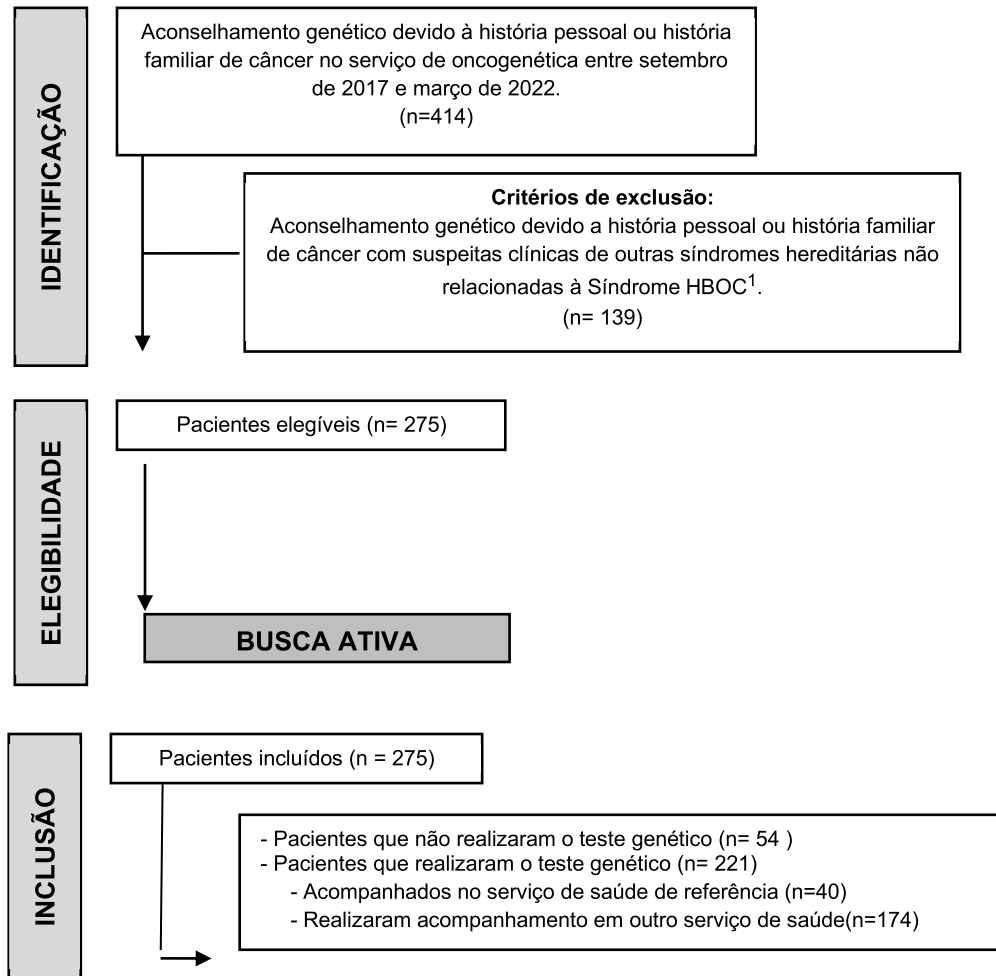 IDENTIFICAÇÃO
Aconselhamento genético devido à história pessoal ou história
familiar de câncer no serviço de oncogenética entre setembro
de 2017 e março de 2022.
(n=414)
Critérios de exclusão:
Aconselhamento genético devido a história pessoal ou história familiar
de câncer com suspeitas clínicas de outras síndromes hereditárias não
relacionadas à Síndrome HBOC1.
(n= 139)
ELEGIBILIDADE
Pacientes elegíveis (n= 275)
BUSCA ATIVA
INCLUSÃO
Pacientes incluídos (n = 275)
- Pacientes que não realizaram o teste genético (n= 54 )
- Pacientes que realizaram o teste genético (n= 221)
- Acompanhados no serviço de saúde de referência (n=40)
- Realizaram acompanhamento em outro serviço de saúde(n=174)